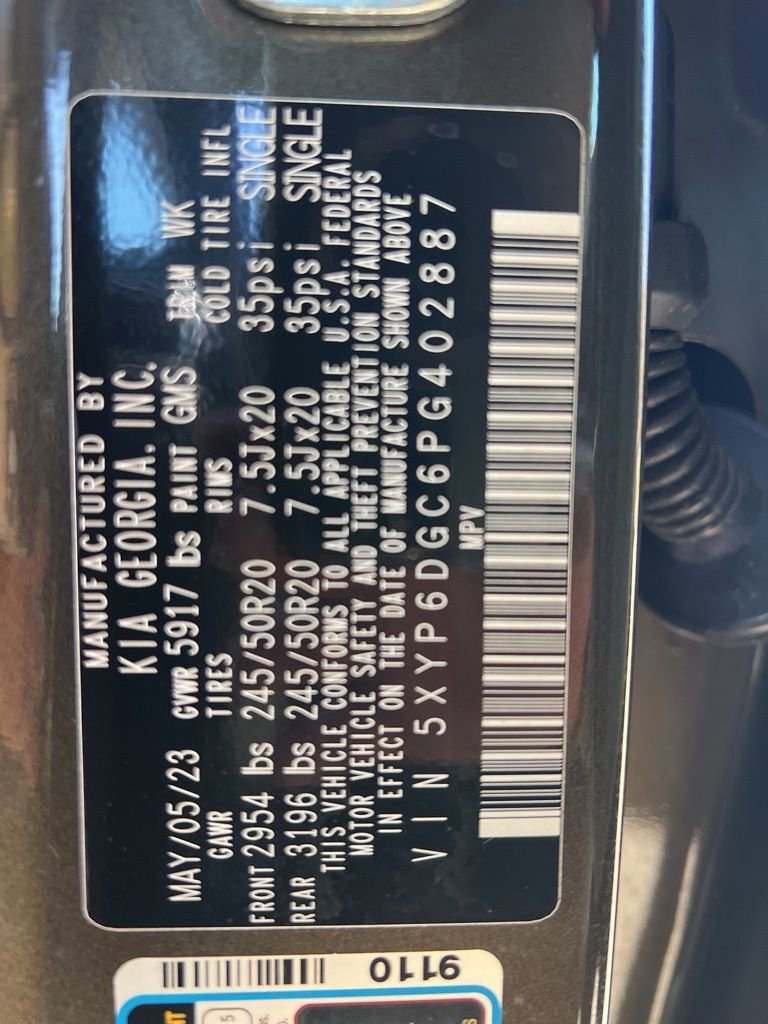 MANUFACTURED BY
KIA GEORGIA. INC.
MAY/05/23 GVWR 5917 lbs PAINT GMS TRIM WK
GAWR TIRES RIMS COLD TIRE INFL
FRONT 2954 lbs 245/50R20 7.5Jx20 35psi SINGLE
REAR 3196 lbs 245/50R20 7.5Jx20 35psi SINGLE
THIS VEHICLE CONFORMS TO ALL APPLICABLE U.S.A. FEDERAL
MOTOR VEHICLE SAFETY AND THEFT PREVENTION STANDARDS
IN EFFECT ON THE DATE OF MANUFACTURE SHOWN ABOVE
VIN 5XYP6DGC6PG402887
MPV
9110